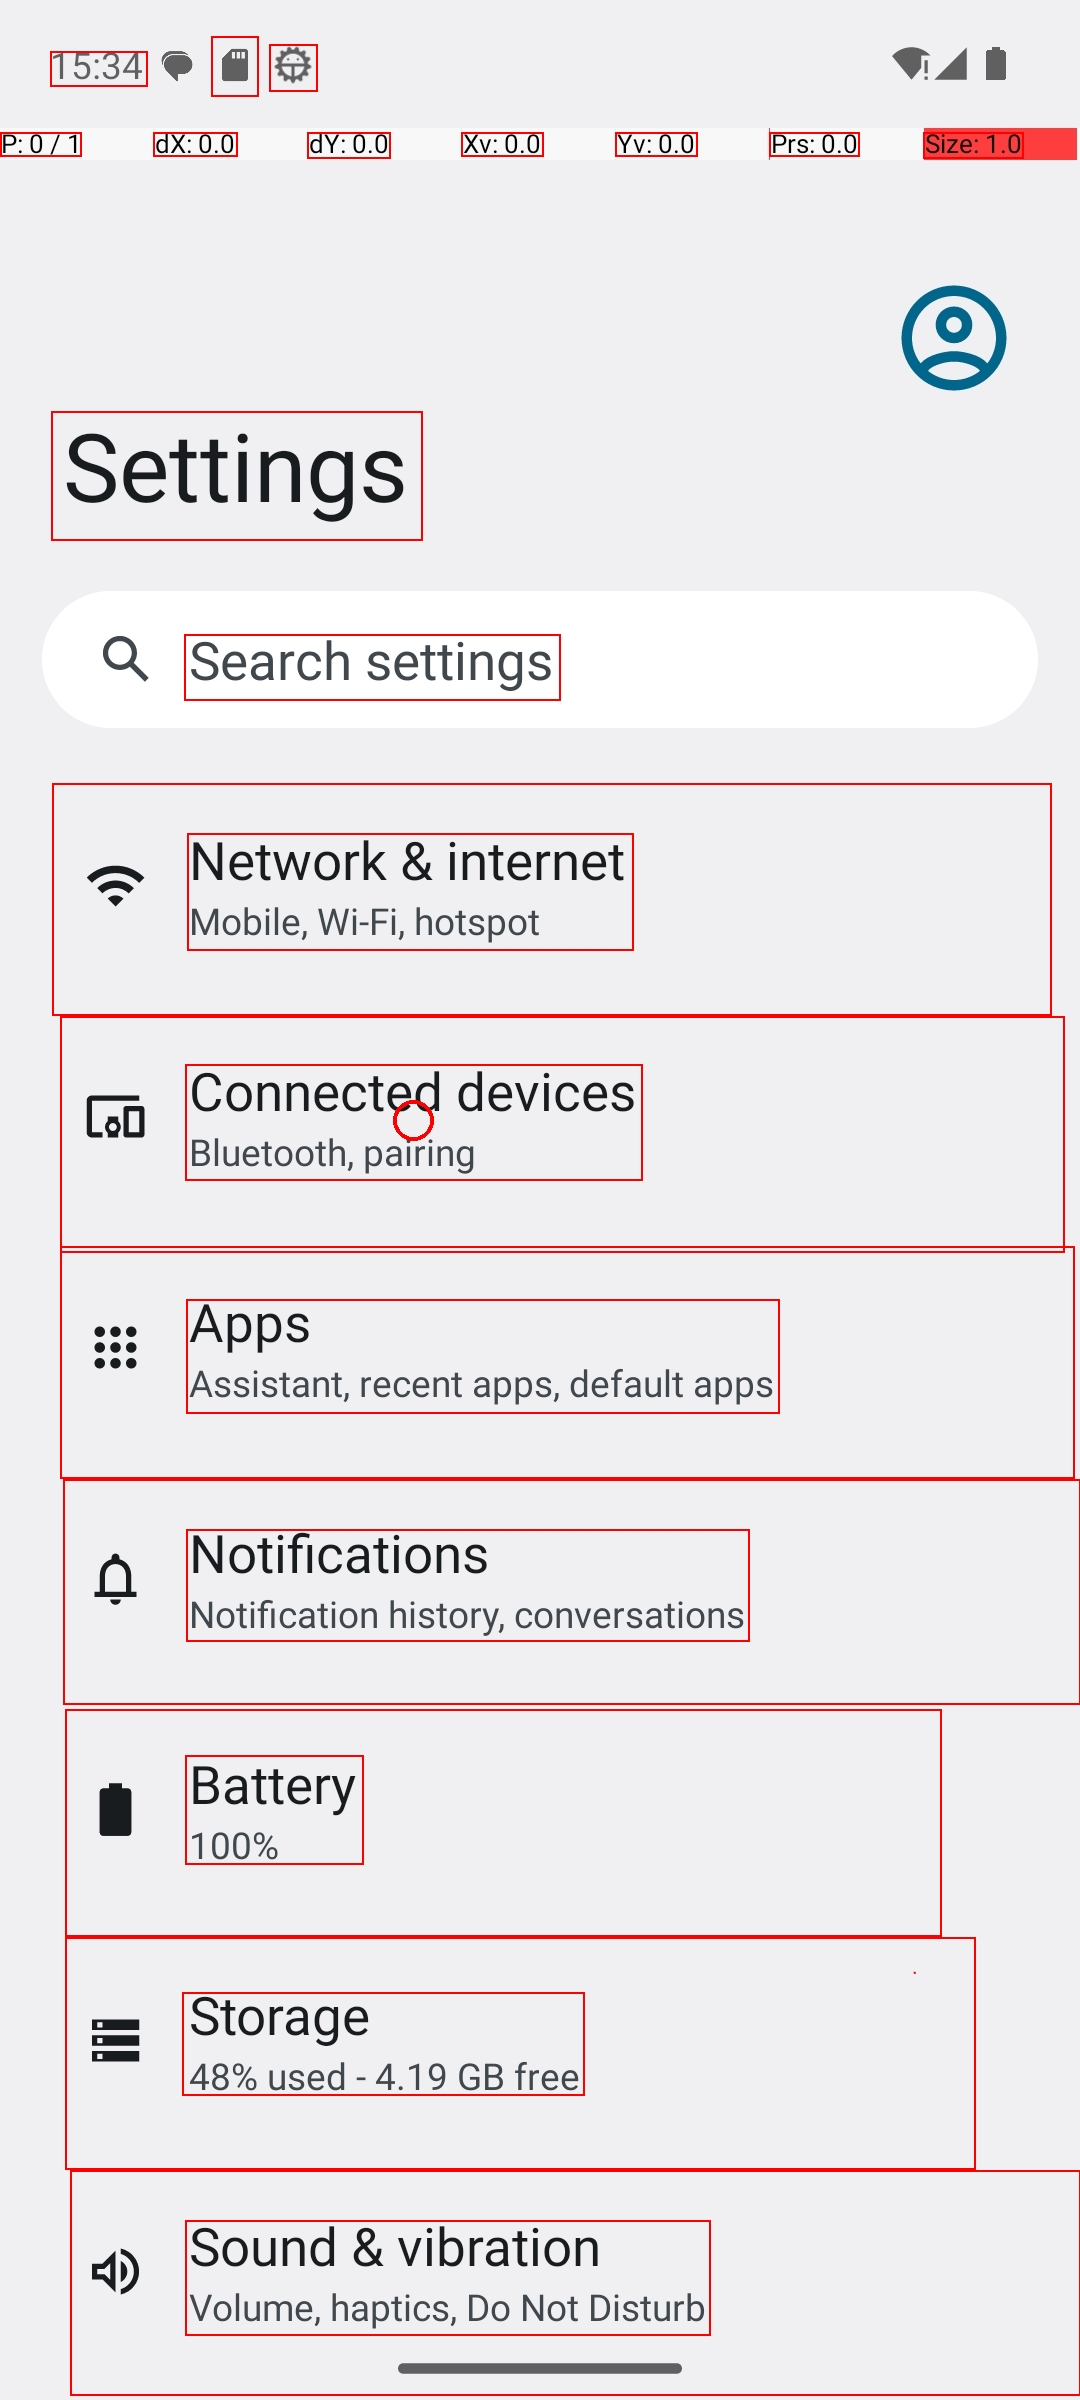 15:34
P: 0 / 1 dX: 0.0 dY: 0.0 Xv: 0.0 Yv: 0.0 Prs: 0.0 Size: 1.0
Settings
Search settings
Network & internet
Mobile, Wi-Fi, hotspot
Connected devices
Bluetooth, pairing
Apps
Assistant, recent apps, default apps
Notifications
Notification history, conversations
Battery
100%
Storage
48% used - 4.19 GB free
Sound & vibration
Volume, haptics, Do Not Disturb